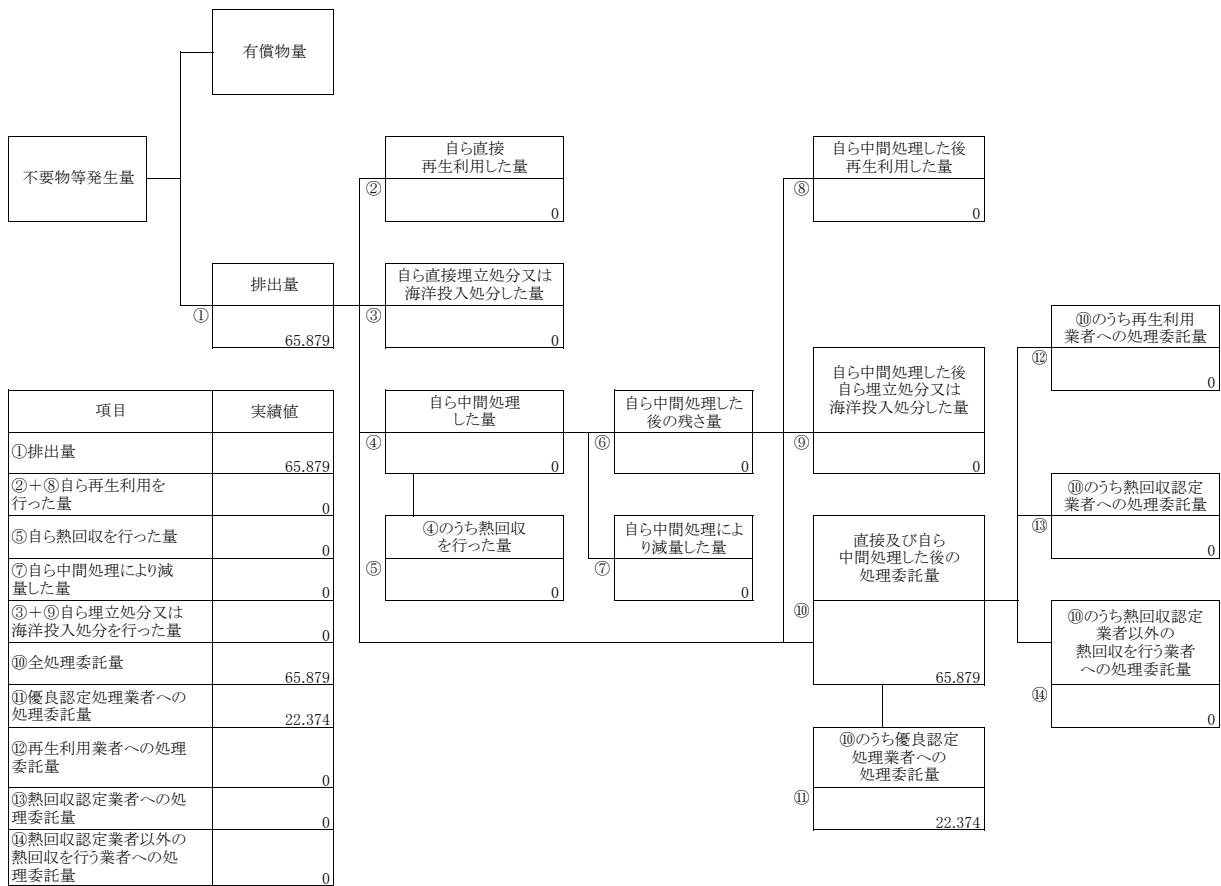 有償物量
不要物等発生量
排出量
①
65.879
自ら直接
再生利用した量
②
0
自ら直接埋立処分又は
海洋投入処分した量
③
0
自ら中間処理
した量
④
0
④のうち熱回収
を行った量
⑤
0
自ら中間処理した
後の残さ量
⑥
0
自ら中間処理によ
り減量した量
⑦
0
自ら中間処理した後
再生利用した量
⑧
0
自ら中間処理した後
自ら埋立処分又は
海洋投入処分した量
⑨
0
直接及び自ら
中間処理した後の
処理委託量
⑩
65.879
⑩のうち優良認定
処理業者への
処理委託量
⑪
22.374
⑩のうち再生利用
業者への処理委託量
⑫
0
⑩のうち熱回収認定
業者への処理委託量
⑬
0
⑩のうち熱回収認定
業者以外の
熱回収を行う業者
への処理委託量
⑭
0
項目 実績値
①排出量
65.879
②+⑧自ら再生利用を
行った量
0
⑤自ら熱回収を行った量
0
⑦自ら中間処理により減
量した量
0
③+⑨自ら埋立処分又は
海洋投入処分を行った量
0
⑩全処理委託量
65.879
⑪優良認定処理業者への
処理委託量
22.374
⑫再生利用業者への処理
委託量
0
⑬熱回収認定業者への処
理委託量
0
⑭熱回収認定業者以外の
熱回収を行う業者への処
理委託量
0